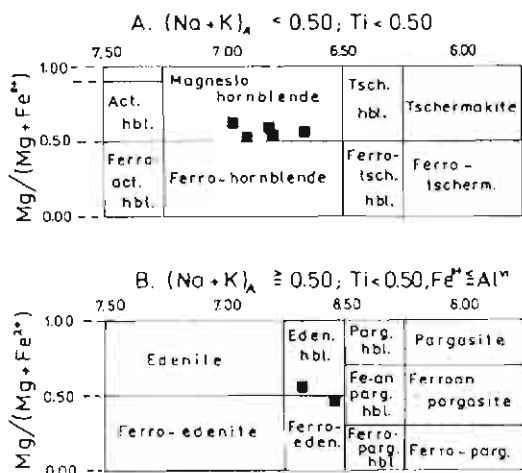 A. (Na + K)A < 0.50; Ti < 0.50
7.50 7.00 6.50 6.00
Mg/(Mg+Fe²⁺)
1.00
0.50
0.00
Act.
hbl.
Magnesio
hornblende
Tsch.
hbl.
Tschermakite
Ferro
act.
hbl.
Ferro-hornblende
Ferro-
tsch.
hbl.
Ferro-
tscherm.
B. (Na + K)A ≧ 0.50; Ti < 0.50, Fe³⁺ ≦ Alᵛⁱ
7.50 7.00 6.50 6.00
Mg/(Mg+Fe²⁺)
1.00
0.50
0.00
Edenite
Eden.
hbl.
Parg.
hbl.
Pargasite
Fe-an
parg.
hbl.
Ferroan
pargasite
Ferro-edenite
Ferro-
eden.
Ferro-
parg.
hbl
Ferro-parg.